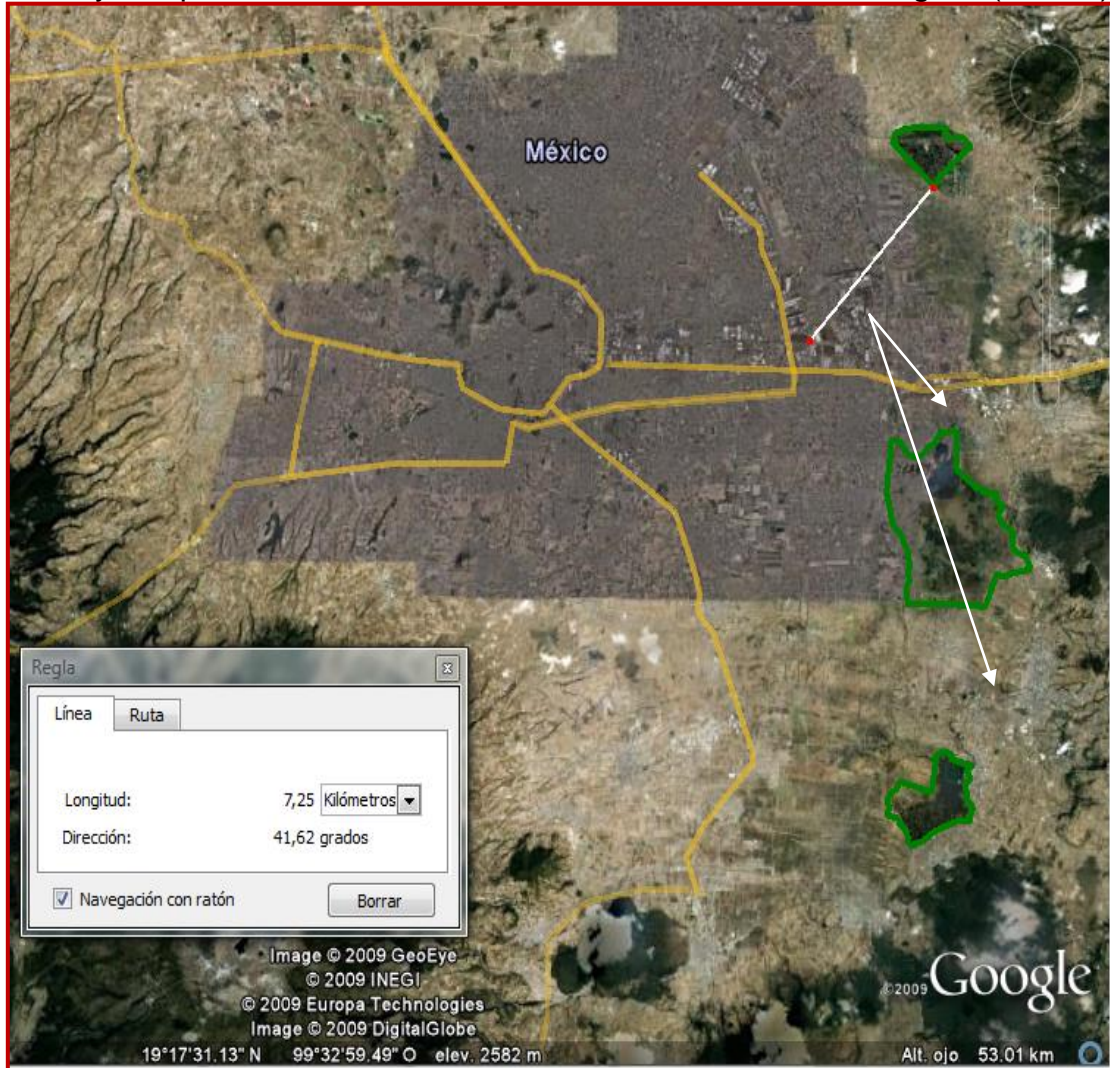 México
Regla
Línea Ruta
Longitud: 7,25 Kilómetros
Dirección: 41,62 grados
Navegación con ratón Borrar
Image © 2009 GeoEye
© 2009 INEGI
© 2009 Europa Technologies
Image © 2009 DigitalGlobe
©2009 Google
19°17'31.13" N 99°32'59.49" O elev. 2582 m Alt. ojo 53.01 km